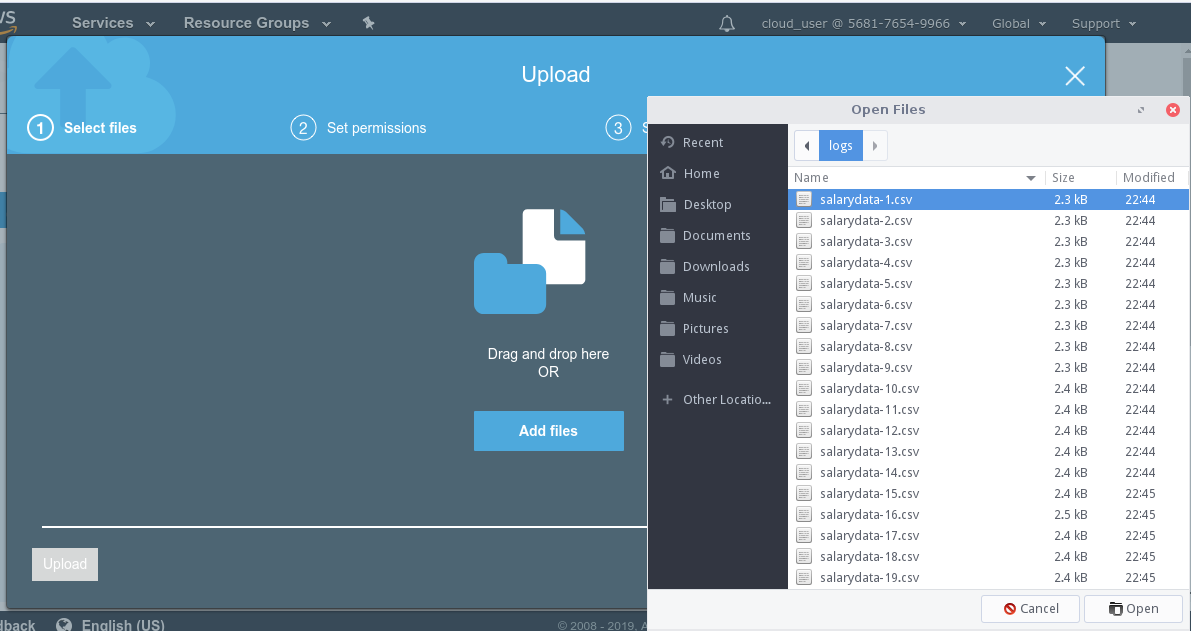 Services Resource Groups cloud_user @ 5681-7654-9966 Global Support
Upload
1 Select files 2 Set permissions 3
Drag and drop here
OR
Add files
Upload
Open Files
Recent
Home
Desktop
Documents
Downloads
Music
Pictures
Videos
Other Locatio...
logs
Name Size Modified
salarydata-1.csv 2.3 kB 22:44
salarydata-2.csv 2.3 kB 22:44
salarydata-3.csv 2.3 kB 22:44
salarydata-4.csv 2.3 kB 22:44
salarydata-5.csv 2.3 kB 22:44
salarydata-6.csv 2.3 kB 22:44
salarydata-7.csv 2.3 kB 22:44
salarydata-8.csv 2.3 kB 22:44
salarydata-9.csv 2.3 kB 22:44
salarydata-10.csv 2.4 kB 22:44
salarydata-11.csv 2.4 kB 22:44
salarydata-12.csv 2.4 kB 22:44
salarydata-13.csv 2.4 kB 22:44
salarydata-14.csv 2.4 kB 22:44
salarydata-15.csv 2.4 kB 22:45
salarydata-16.csv 2.5 kB 22:45
salarydata-17.csv 2.4 kB 22:45
salarydata-18.csv 2.4 kB 22:45
salarydata-19.csv 2.4 kB 22:45
Cancel Open
dback English (US) © 2008 - 2019, A